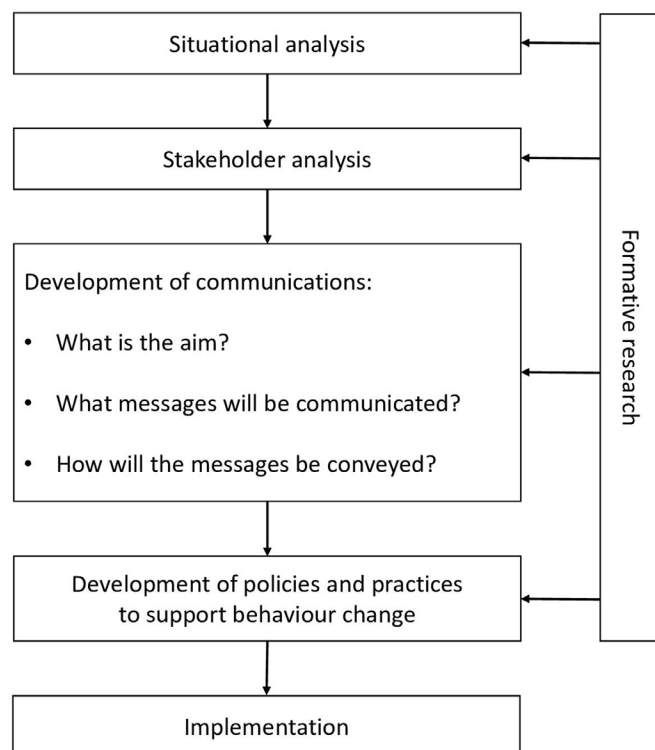 Situational analysis
Stakeholder analysis
Development of communications:
• What is the aim?
• What messages will be communicated?
• How will the messages be conveyed?
Development of policies and practices
to support behaviour change
Implementation
Formative research